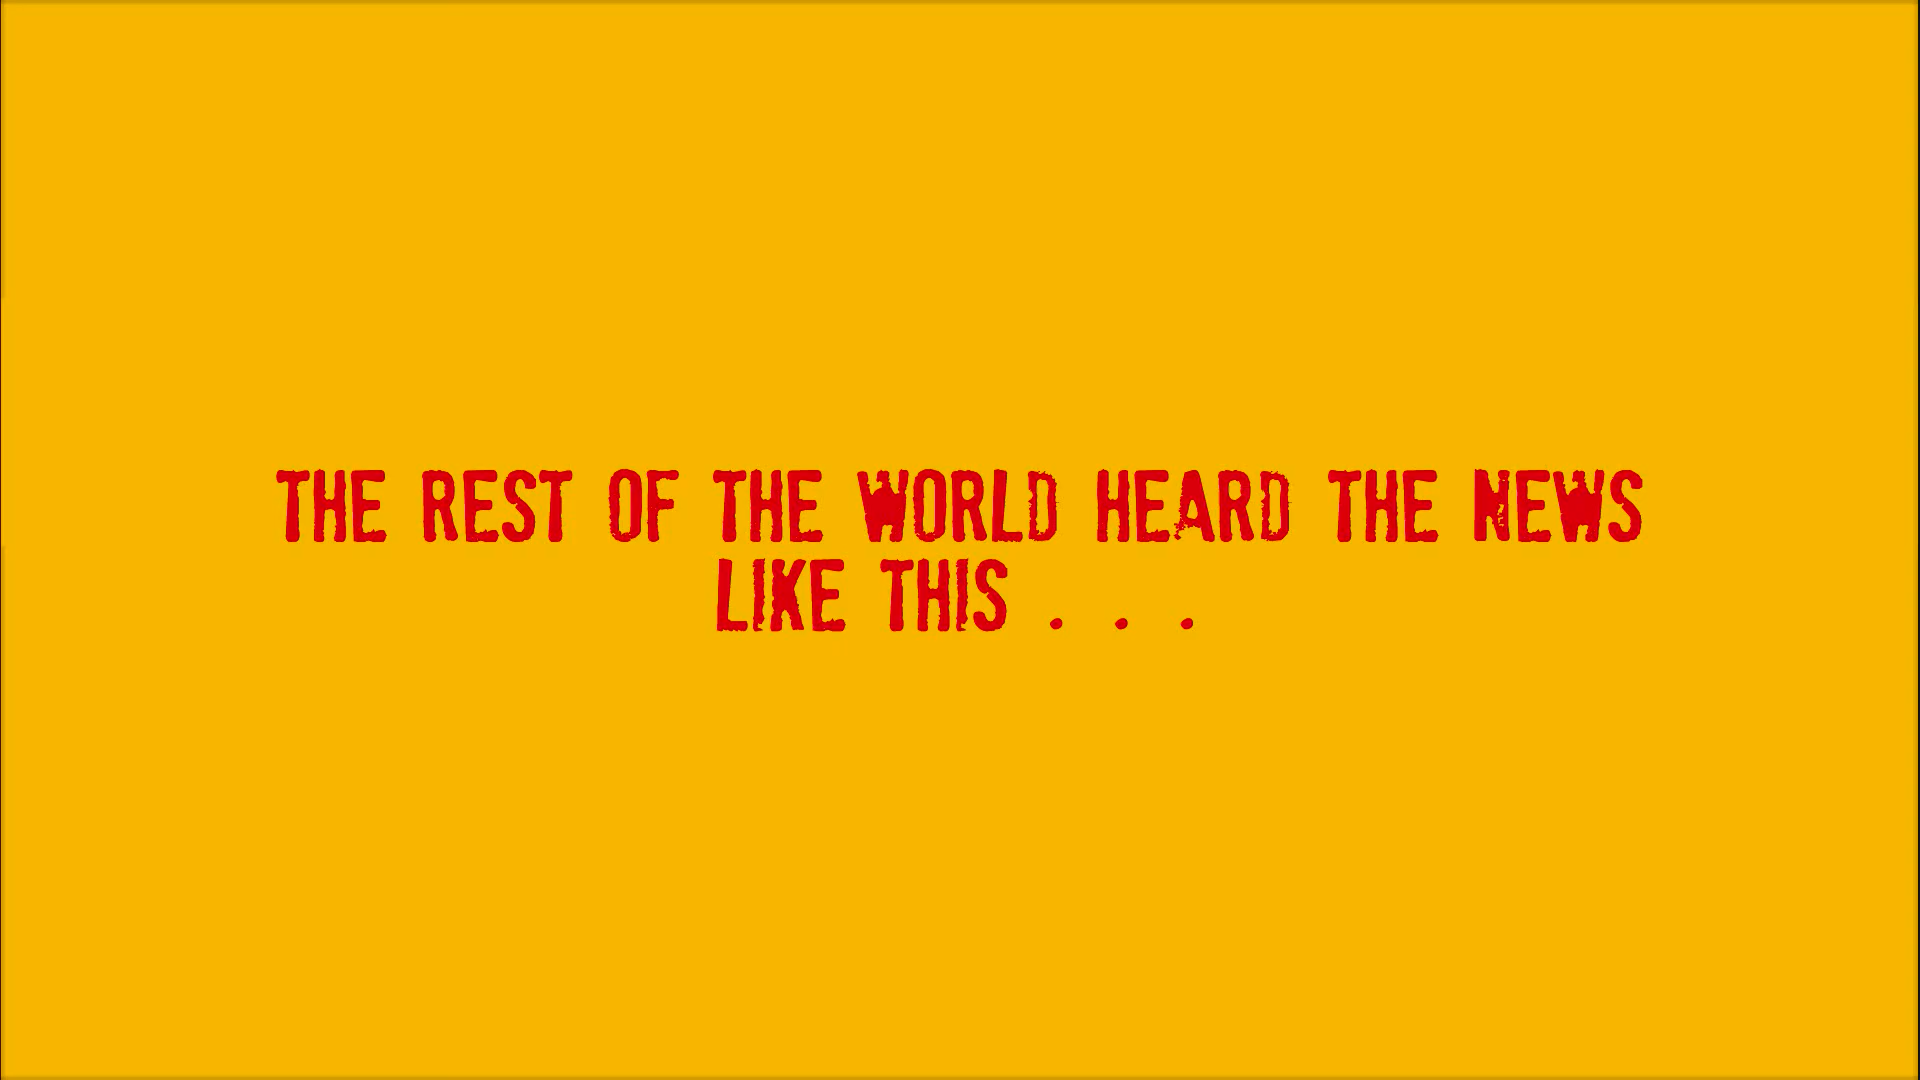 THE REST OF THE WORLD HEARD THE NEWS
LIKE THIS . . .